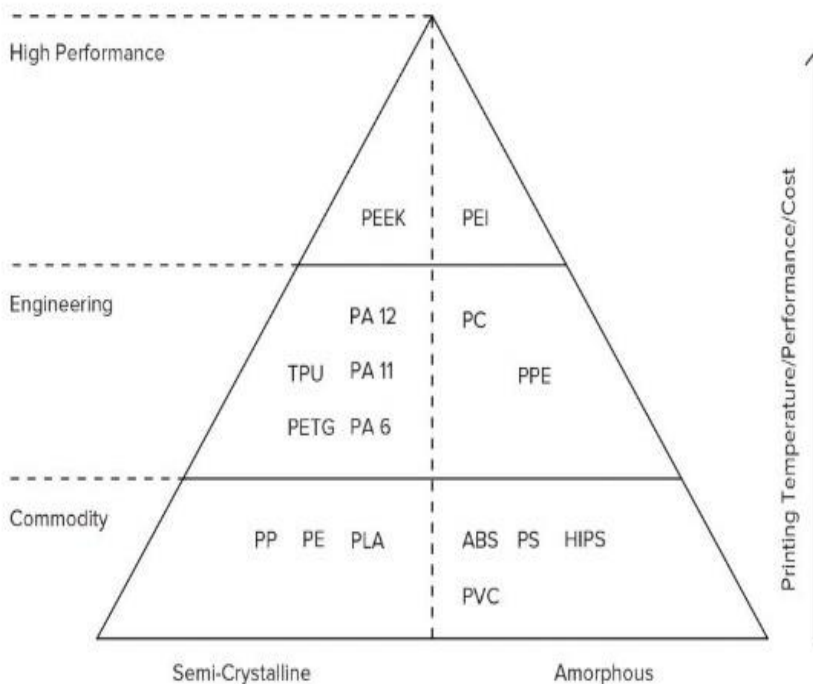 High Performance
PEEK PEI
Engineering
PA 12 PC
TPU PA 11 PPE
PETG PA 6
Commodity
PP PE PLA ABS PS HIPS
PVC
Semi-Crystalline Amorphous
Printing Temperature/Performance/Cost